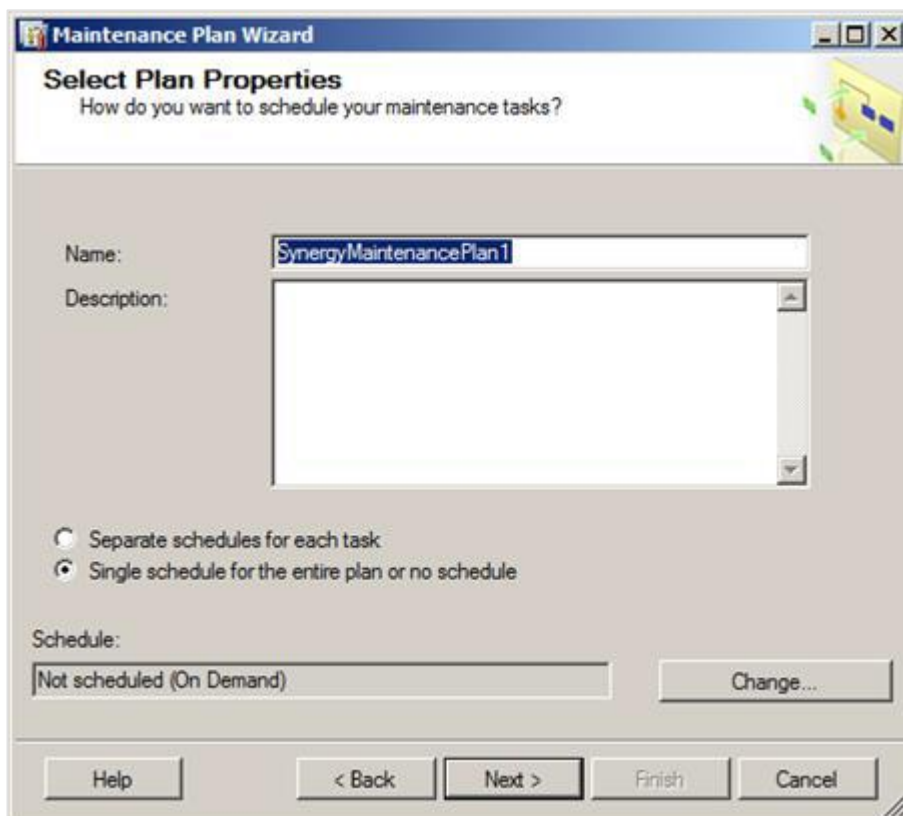 Maintenance Plan Wizard
Select Plan Properties
How do you want to schedule your maintenance tasks?
Name:
SynergyMaintenancePlan1
Description:
Separate schedules for each task
Single schedule for the entire plan or no schedule
Schedule:
Not scheduled (On Demand)
Change...
Help
< Back
Next >
Finish
Cancel